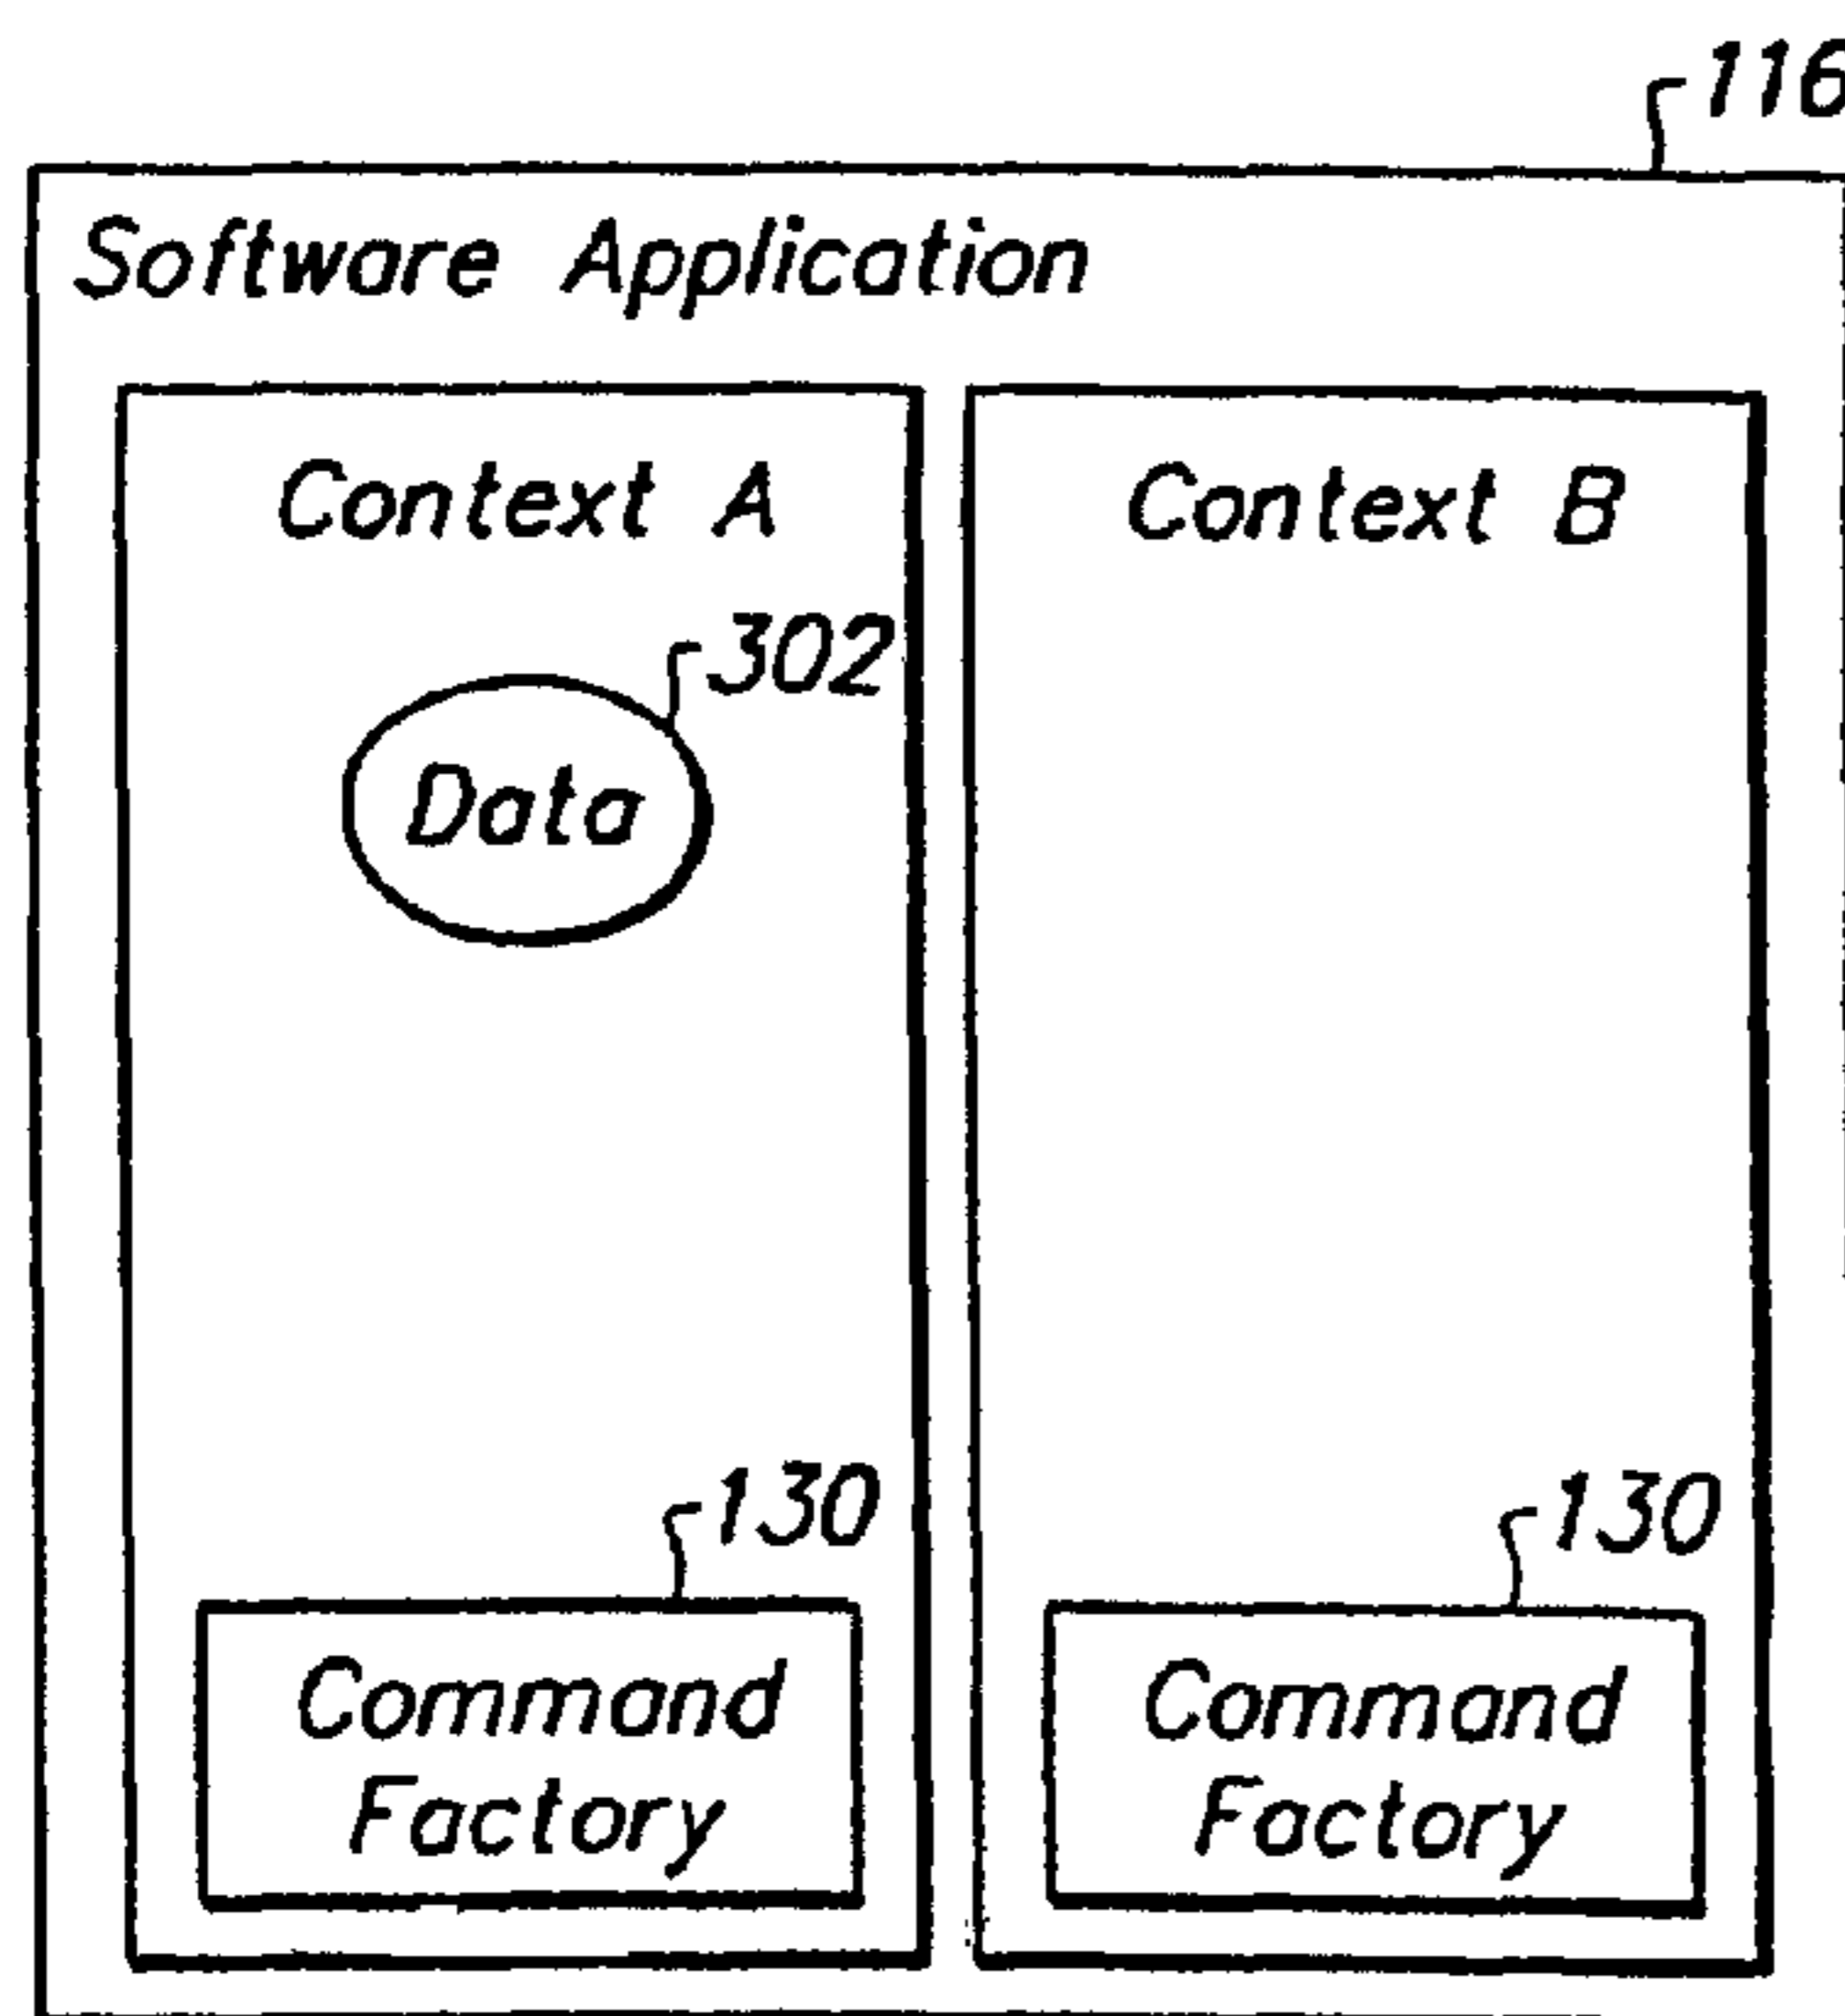 116
Software Application
Context A
302
Data
130
Command
Factory
Context B
130
Command
Factory